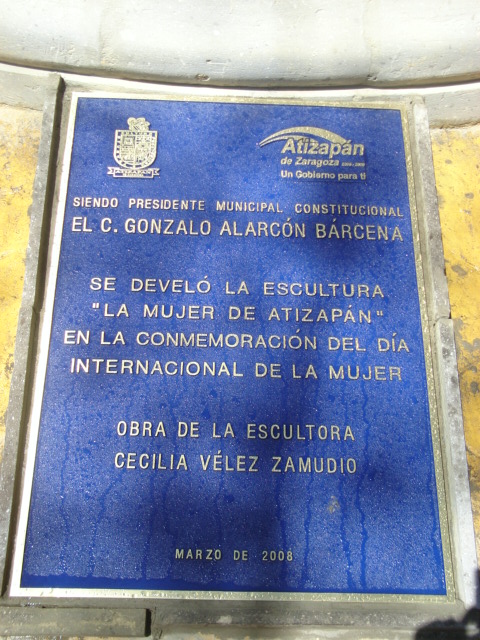 Atizapán
de Zaragoza
Un Gobierno para ti
SIENDO PRESIDENTE MUNICIPAL CONSTITUCIONAL
EL C. GONZALO ALARCÓN BÁRCENA
SE DEVELÓ LA ESCULTURA
"LA MUJER DE ATIZAPÁN"
EN LA CONMEMORACIÓN DEL DÍA
INTERNACIONAL DE LA MUJER
OBRA DE LA ESCULTORA
CECILIA VÉLEZ ZAMUDIO
MARZO DE 2008